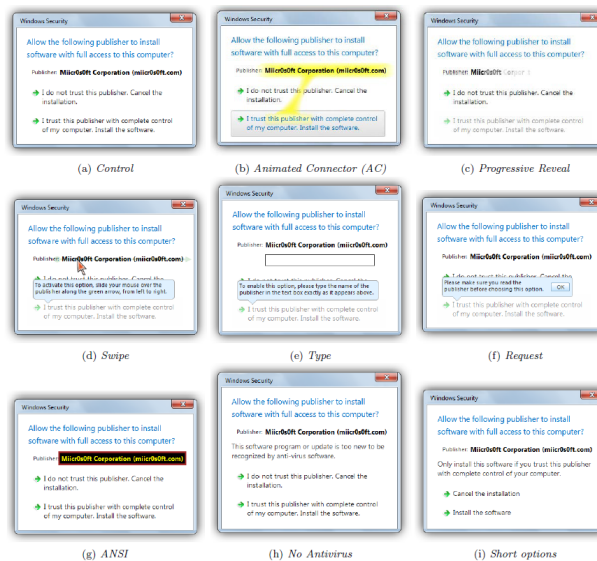 Windows Security
Allow the following publisher to install
software with full access to this computer?
Publisher: Miicr0s0ft Corporation (miicr0s0ft.com)
I do not trust this publisher. Cancel the
installation.
I trust this publisher with complete control
of my computer. Install the software.
(a) Control
Windows Security
Allow the following publisher to install
software with full access to this computer?
Publisher: Miicr0s0ft Corporation (miicr0s0ft.com)
I do not trust this publisher. Cancel the
installation.
I trust this publisher with complete control
of my computer. Install the software.
(b) Animated Connector (AC)
Windows Security
Allow the following publisher to install
software with full access to this computer?
Publisher: Miicr0s0ft
I do not trust this publisher. Cancel the
installation.
I trust this publisher with complete control
of my computer. Install the software.
(c) Progressive Reveal
Windows Security
Allow the following publisher to install
software with full access to this computer?
Publisher: Miicr0s0ft Corporation (miicr0s0ft.com)
I do not trust this publisher. Cancel the
To activate this option, slide your mouse over the
publisher along the green arrow, from left to right.
I trust this publisher with complete control
of my computer. Install the software.
(d) Swipe
Windows Security
Allow the following publisher to install
software with full access to this computer?
Publisher: Miicr0s0ft Corporation (miicr0s0ft.com)
I do not trust this publisher. Cancel the
To enable this option, please type the name of the
publisher in the text box exactly as it appears above.
I trust this publisher with complete control
of my computer. Install the software.
(e) Type
Windows Security
Allow the following publisher to install
software with full access to this computer?
Publisher: Miicr0s0ft Corporation (miicr0s0ft.com)
I do not trust this publisher. Cancel the
Please make sure you read the
publisher before choosing this option.
OK
I trust this publisher with complete control
of my computer. Install the software.
(f) Request
Windows Security
Allow the following publisher to install
software with full access to this computer?
Publisher: Miicr0s0ft Corporation (miicr0s0ft.com)
I do not trust this publisher. Cancel the
installation.
I trust this publisher with complete control
of my computer. Install the software.
(g) ANSI
Windows Security
Allow the following publisher to install
software with full access to this computer?
Publisher: Miicr0s0ft Corporation (miicr0s0ft.com)
This software program or update is too new to be
recognized by anti-virus software.
I do not trust this publisher. Cancel the
installation.
I trust this publisher with complete control
of my computer. Install the software.
(h) No Antivirus
Windows Security
Allow the following publisher to install
software with full access to this computer?
Publisher: Miicr0s0ft Corporation (miicr0s0ft.com)
Only install this software if you trust this publisher
with complete control of your computer.
Cancel the installation
Install the software
(i) Short options